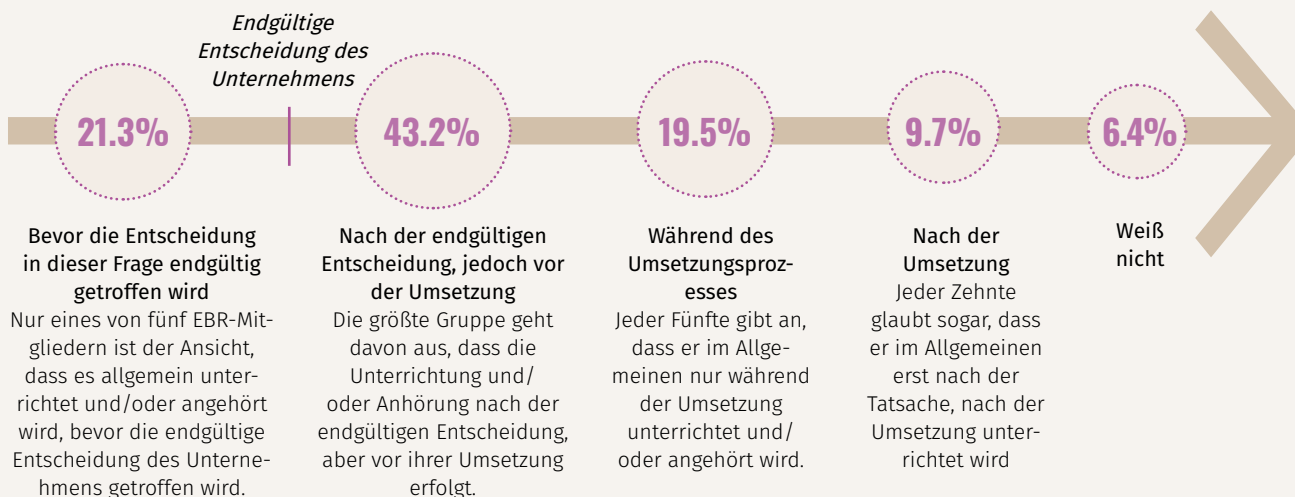 Endgültige
Entscheidung des
Unternehmens
21.3%
43.2%
19.5%
9.7%
6.4%
Bevor die Entscheidung
in dieser Frage endgültig
getroffen wird
Nur eines von fünf EBR-Mit-
gliedern ist der Ansicht,
dass es allgemein unter-
richtet und/oder angehört
wird, bevor die endgültige
Entscheidung des Unterne-
hmens getroffen wird.
Nach der endgültigen
Entscheidung, jedoch vor
der Umsetzung
Die größte Gruppe geht
davon aus, dass die
Unterrichtung und/
oder Anhörung nach der
endgültigen Entscheidung,
aber vor ihrer Umsetzung
erfolgt.
Während des
Umsetzungsproz-
esses
Jeder Fünfte gibt an,
dass er im Allge-
meinen nur während
der Umsetzung
unterrichtet und/
oder angehört wird.
Nach der
Umsetzung
Jeder Zehnte
glaubt sogar, dass
er im Allgemeinen
erst nach der
Tatsache, nach der
Umsetzung unter-
richtet wird
Weiß
nicht